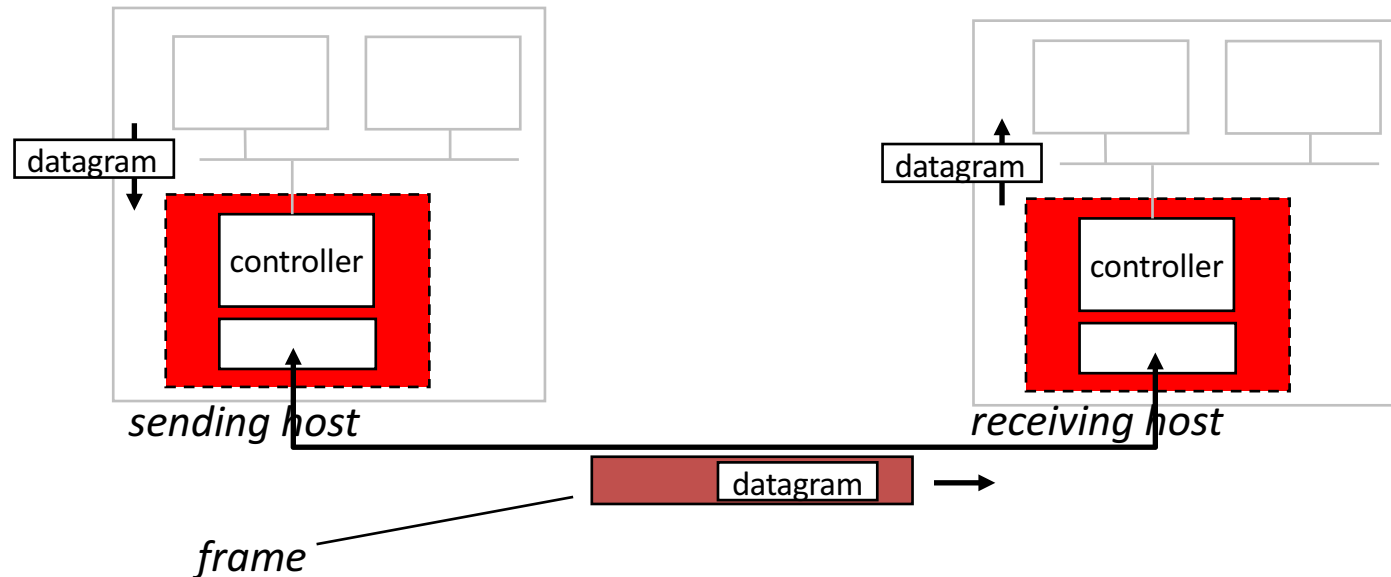 datagram
datagram
controller
controller
sending host
receiving host
datagram
frame